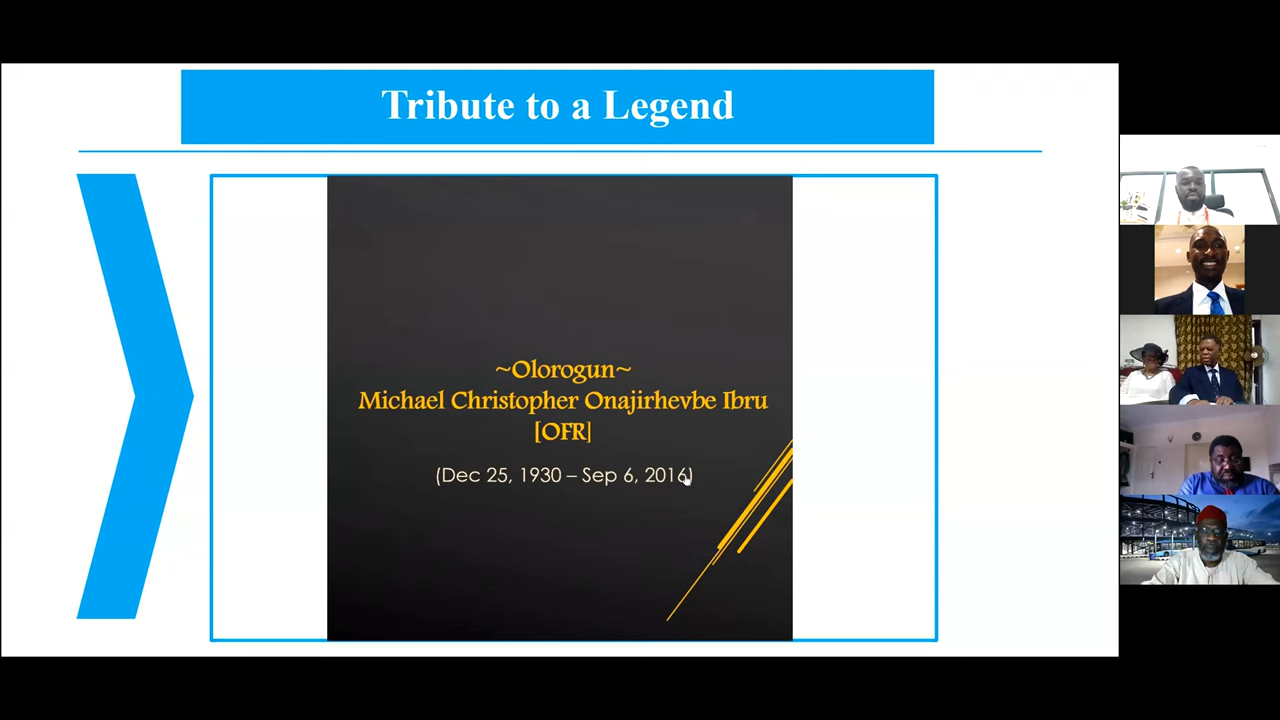 Tribute to a Legend
~Olorogun~
Michael Christopher Onajirhevbe Ibru
[OFR]
(Dec 25, 1930 – Sep 6, 2016)